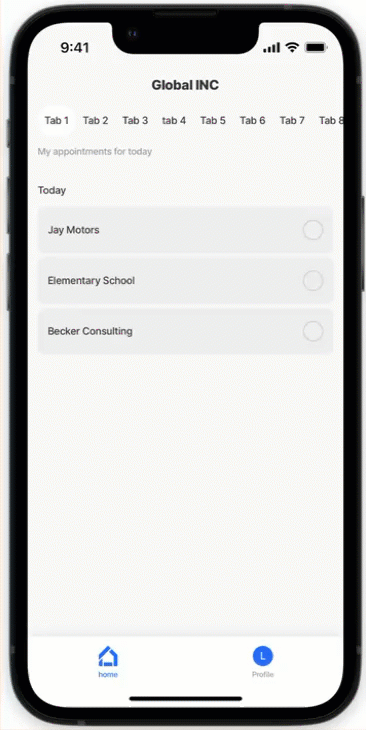 9:41
Global INC
Tab 1 Tab 2 Tab 3 tab 4 Tab 5 Tab 6 Tab 7 Tab 8
My appointments for today
Today
Jay Motors
Elementary School
Becker Consulting
L
home Profile